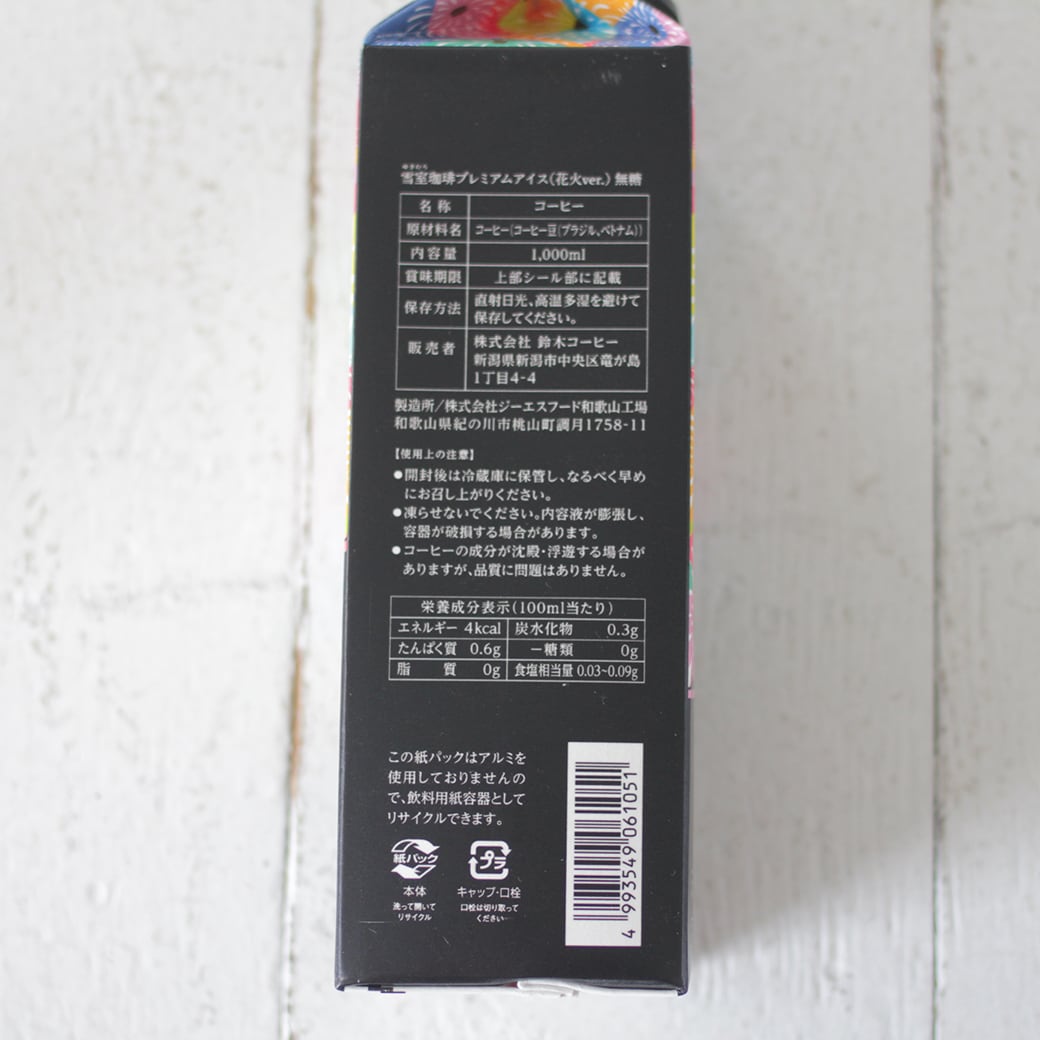 ゆきむろ
雪室珈琲プレミアムアイス(花火ver.) 無糖
名称 コーヒー
原材料名 コーヒー(コーヒー豆(ブラジル、ベトナム))
内容量 1,000ml
賞味期限 上部シール部に記載
保存方法 直射日光、高温多湿を避けて
保存してください。
販売者 株式会社 鈴木コーヒー
新潟県新潟市中央区竜が島
1丁目4-4
製造所/株式会社ジーエスフード和歌山工場
和歌山県紀の川市桃山町調月1758-11
【使用上の注意】
●開封後は冷蔵庫に保管し、なるべく早め
にお召し上がりください。
●凍らせないでください。内容液が膨張し、
容器が破損する場合があります。
●コーヒーの成分が沈殿・浮遊する場合が
ありますが、品質に問題はありません。
栄養成分表示(100ml当たり)
エネルギー 4kcal 炭水化物 0.3g
たんぱく質 0.6g －糖類 0g
脂質 0g 食塩相当量 0.03~0.09g
この紙パックはアルミを
使用しておりませんの
で、飲料用紙容器として
リサイクルできます。
紙パック プラ
本体 キャップ・口栓
洗って開いて 口栓は切り取って
リサイクル ください
4 993549 061051